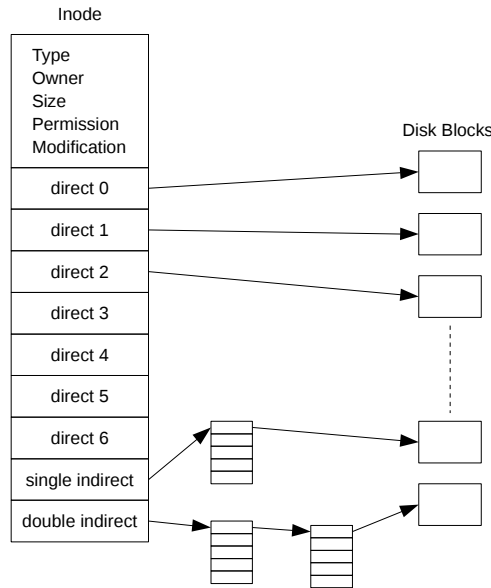 Inode
Type
Owner
Size
Permission
Modification
Disk Blocks
direct 0
direct 1
direct 2
direct 3
direct 4
direct 5
direct 6
single indirect
double indirect